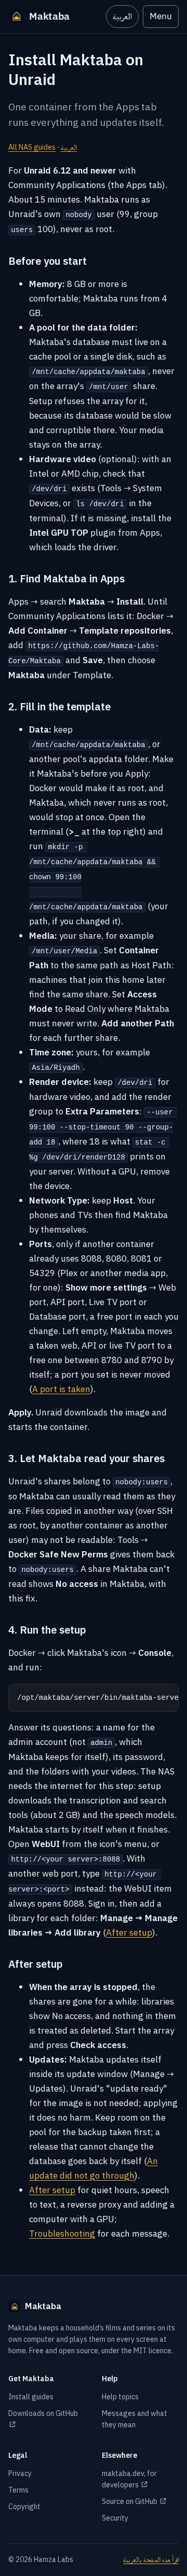 Maktaba
العربية
Menu
Install Maktaba on
Unraid
One container from the Apps tab
runs everything and updates itself.
All NAS guides · العربية
For Unraid 6.12 and newer with
Community Applications (the Apps tab).
About 15 minutes. Maktaba runs as
Unraid's own nobody user (99, group
users 100), never as root.
Before you start
• Memory: 8 GB or more is
comfortable; Maktaba runs from 4
GB.
• A pool for the data folder:
Maktaba's database must live on a
cache pool or a single disk, such as
/mnt/cache/appdata/maktaba, never
on the array's /mnt/user share.
Setup refuses the array for it,
because its database would be slow
and corruptible there. Your media
stays on the array.
• Hardware video (optional): with an
Intel or AMD chip, check that
/dev/dri exists (Tools → System
Devices, or ls /dev/dri in the
terminal). If it is missing, install the
Intel GPU TOP plugin from Apps,
which loads the driver.
1. Find Maktaba in Apps
Apps → search Maktaba → Install. Until
Community Applications lists it: Docker →
Add Container → Template repositories,
add https://github.com/Hamza-Labs-
Core/Maktaba and Save, then choose
Maktaba under Template.
2. Fill in the template
• Data: keep
/mnt/cache/appdata/maktaba, or
another pool's appdata folder. Make
it Maktaba's before you Apply:
Docker would make it as root, and
Maktaba, which never runs as root,
would stop at once. Open the
terminal (>_ at the top right) and
run mkdir -p
/mnt/cache/appdata/maktaba &&
chown 99:100
/mnt/cache/appdata/maktaba (your
path, if you changed it).
• Media: your share, for example
/mnt/user/Media. Set Container
Path to the same path as Host Path:
machines that join this home later
find the same share. Set Access
Mode to Read Only where Maktaba
must never write. Add another Path
for each further share.
• Time zone: yours, for example
Asia/Riyadh.
• Render device: keep /dev/dri for
hardware video, and add the render
group to Extra Parameters: --user
99:100 --stop-timeout 90 --group-
add 18, where 18 is what stat -c
%g /dev/dri/renderD128 prints on
your server. Without a GPU, remove
the device.
• Network Type: keep Host. Your
phones and TVs then find Maktaba
by themselves.
• Ports, only if another container
already uses 8088, 8080, 8081 or
54329 (Plex or another media app,
for one): Show more settings → Web
port, API port, Live TV port or
Database port, a free port in each you
change. Left empty, Maktaba moves
a taken web, API or live TV port to a
free one between 8780 and 8790 by
itself; a port you set is never moved
(A port is taken).
Apply. Unraid downloads the image and
starts the container.
3. Let Maktaba read your shares
Unraid's shares belong to nobody:users,
so Maktaba can usually read them as they
are. Files copied in another way (over SSH
as root, by another container as another
user) may not be readable: Tools →
Docker Safe New Perms gives them back
to nobody:users. A share Maktaba can't
read shows No access in Maktaba, with
this fix.
4. Run the setup
Docker → click Maktaba's icon → Console,
and run:
/opt/maktaba/server/bin/maktaba-serve
Answer its questions: a name for the
admin account (not admin, which
Maktaba keeps for itself), its password,
and the folders with your videos. The NAS
needs the internet for this step: setup
downloads the transcription and search
tools (about 2 GB) and the speech models.
Maktaba starts by itself when it finishes.
Open WebUI from the icon's menu, or
http://<your server>:8088. With
another web port, type http://<your
server>:<port> instead: the WebUI item
always opens 8088. Sign in, then add a
library for each folder: Manage → Manage
libraries → Add library (After setup).
After setup
• When the array is stopped, the
shares are gone for a while: libraries
show No access, and nothing in them
is treated as deleted. Start the array
and press Check access.
• Updates: Maktaba updates itself
inside its update window (Manage →
Updates). Unraid's "update ready"
for the image is not needed; applying
it does no harm. Keep room on the
pool for the backup taken first; a
release that cannot change the
database goes back by itself (An
update did not go through).
• After setup for quiet hours, speech
to text, a reverse proxy and adding a
computer with a GPU;
Troubleshooting for each message.
Maktaba
Maktaba keeps a household's films and series on its
own computer and plays them on every screen at
home. Free and open source, under the MIT licence.
Get Maktaba
Install guides
Downloads on GitHub
Help
Help topics
Messages and what
they mean
Legal
Privacy
Terms
Copyright
Elsewhere
maktaba.dev, for
developers
Source on GitHub
Security
© 2026 Hamza Labs
اقرأ هذه الصفحة بالعربية